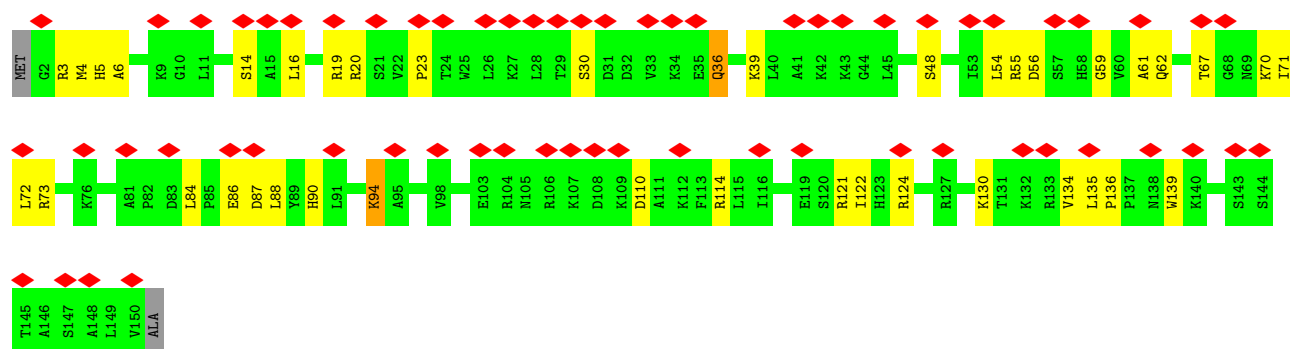 MET G2 R3 M4 H5 A6 K9 G10 L11 S14 A15 L16 R19 R20 S21 V22 P23 T24 W25 L26 K27 L28 T29 S30 D31 D32 V33 K34 E35 Q36 K39 L40 A41 K42 K43 G44 L45 S48 I53 L54 R55 D56 S57 H58 G59 V60 A61 Q62 T67 G68 N69 K70 I71
L72 R73 K76 A81 P82 D83 L84 P85 E86 D87 L88 Y89 H90 L91 K94 A95 V98 E103 R104 N105 R106 K107 D108 K109 D110 A111 K112 F113 R114 L115 I116 E119 S120 R121 I122 H123 R124 R127 K130 T131 K132 R133 V134 L135 P136 P137 N138 W139 K140 S143 S144
T145 A146 S147 A148 L149 V150 ALA